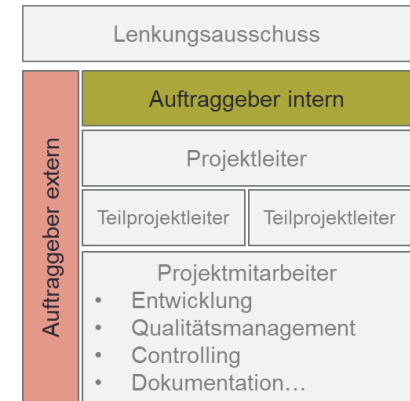 Lenkungsausschuss
Auftraggeber extern
Auftraggeber intern
Projektleiter
Teilprojektleiter
Teilprojektleiter
Projektmitarbeiter
• Entwicklung
• Qualitätsmanagement
• Controlling
• Dokumentation…